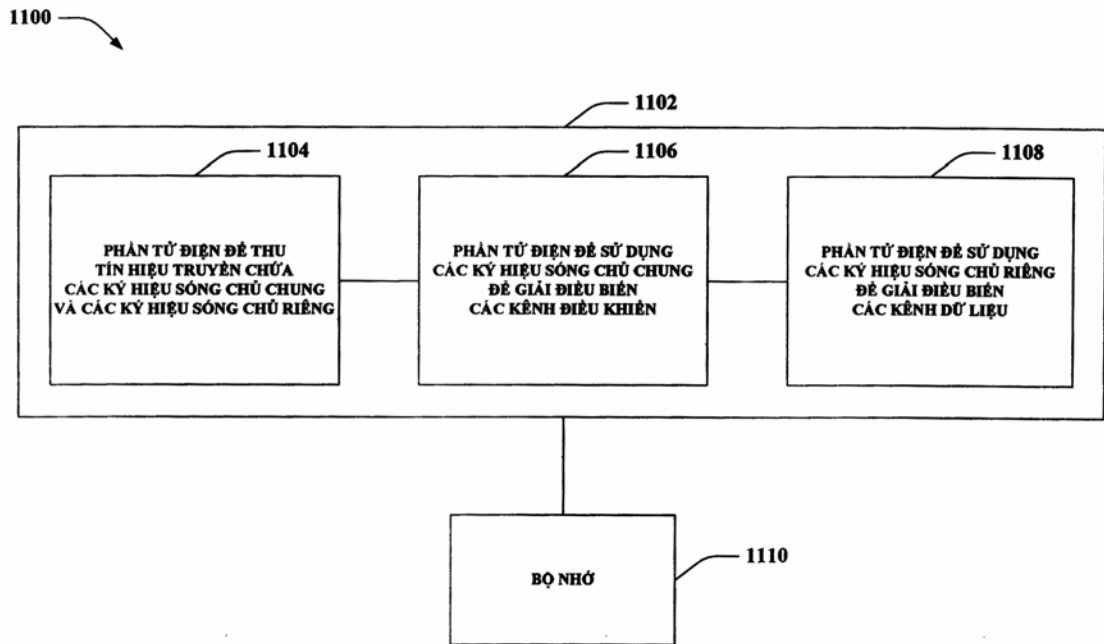 1100
1102
1104
1106
1108
PHẦN TỬ ĐIỆN ĐỂ THU
TÍN HIỆU TRUYỀN CHỨA
CÁC KÝ HIỆU SÓNG CHỦ CHUNG
VÀ CÁC KÝ HIỆU SÓNG CHỦ RIÊNG
PHẦN TỬ ĐIỆN ĐỂ SỬ DỤNG
CÁC KÝ HIỆU SÓNG CHỦ CHUNG
ĐỂ GIẢI ĐIỀU BIẾN
CÁC KÊNH ĐIỀU KHIỂN
PHẦN TỬ ĐIỆN ĐỂ SỬ DỤNG
CÁC KÝ HIỆU SÓNG CHỦ RIÊNG
ĐỂ GIẢI ĐIỀU BIẾN
CÁC KÊNH DỮ LIỆU
BỘ NHỚ
1110